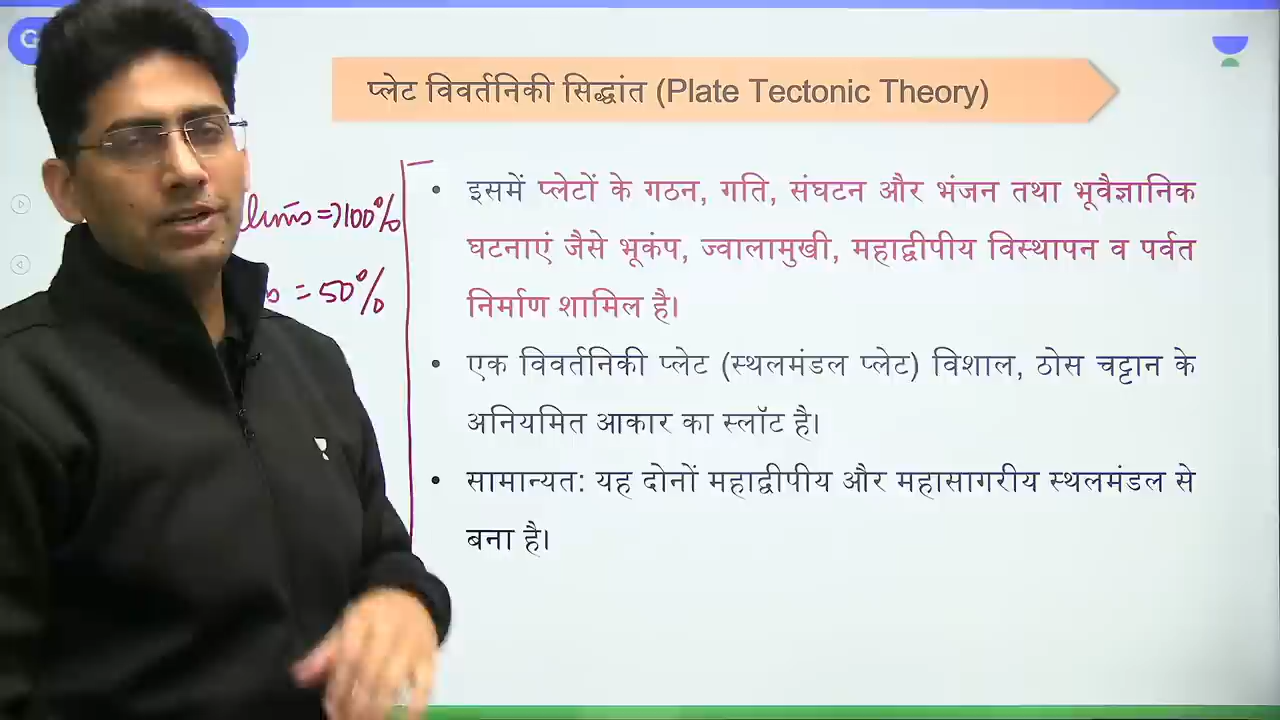 प्लेट विवर्तनिकी सिद्धांत (Plate Tectonic Theory)
=> 100%
= 50%
• इसमें प्लेटों के गठन, गति, संघटन और भंजन तथा भूवैज्ञानिक
घटनाएं जैसे भूकंप, ज्वालामुखी, महाद्वीपीय विस्थापन व पर्वत
निर्माण शामिल है।
• एक विवर्तनिकी प्लेट (स्थलमंडल प्लेट) विशाल, ठोस चट्टान के
अनियमित आकार का स्लॉट है।
• सामान्यत: यह दोनों महाद्वीपीय और महासागरीय स्थलमंडल से
बना है।